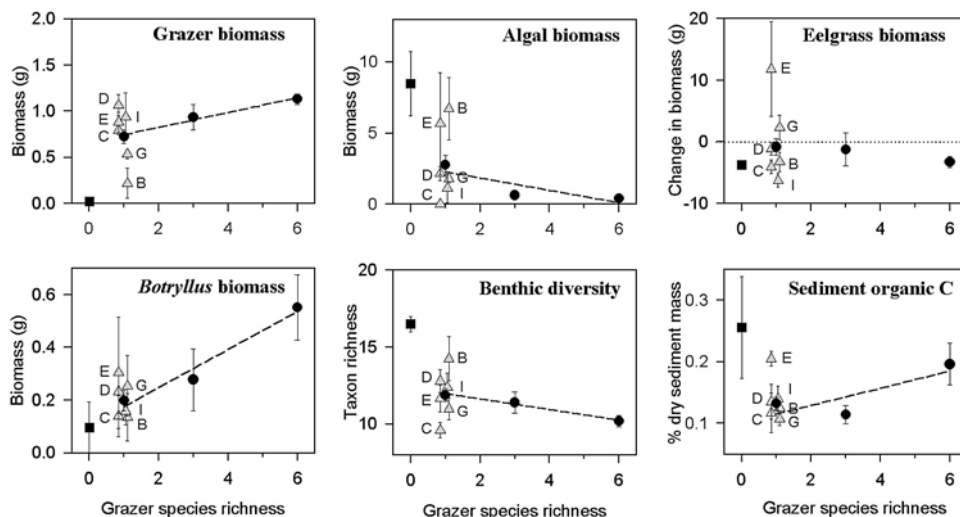 Grazer biomass
Biomass (g)
2.0
1.5
1.0
0.5
0.0
D
E
C
I
G
B
0 2 4 6
Algal biomass
Biomass (g)
10
5
0
E
D
C
B
G
I
0 2 4 6
Eelgrass biomass
Change in biomass (g)
20
10
0
-10
E
G
D
B
C
I
0 2 4 6
Botryllus biomass
Biomass (g)
0.6
0.4
0.2
0.0
E
D
C
G
I
B
0 2 4 6
Grazer species richness
Benthic diversity
Taxon richness
20
15
10
D
E
C
B
I
G
0 2 4 6
Grazer species richness
Sediment organic C
% dry sediment mass
0.3
0.2
0.1
E
D
C
I
B
G
0 2 4 6
Grazer species richness